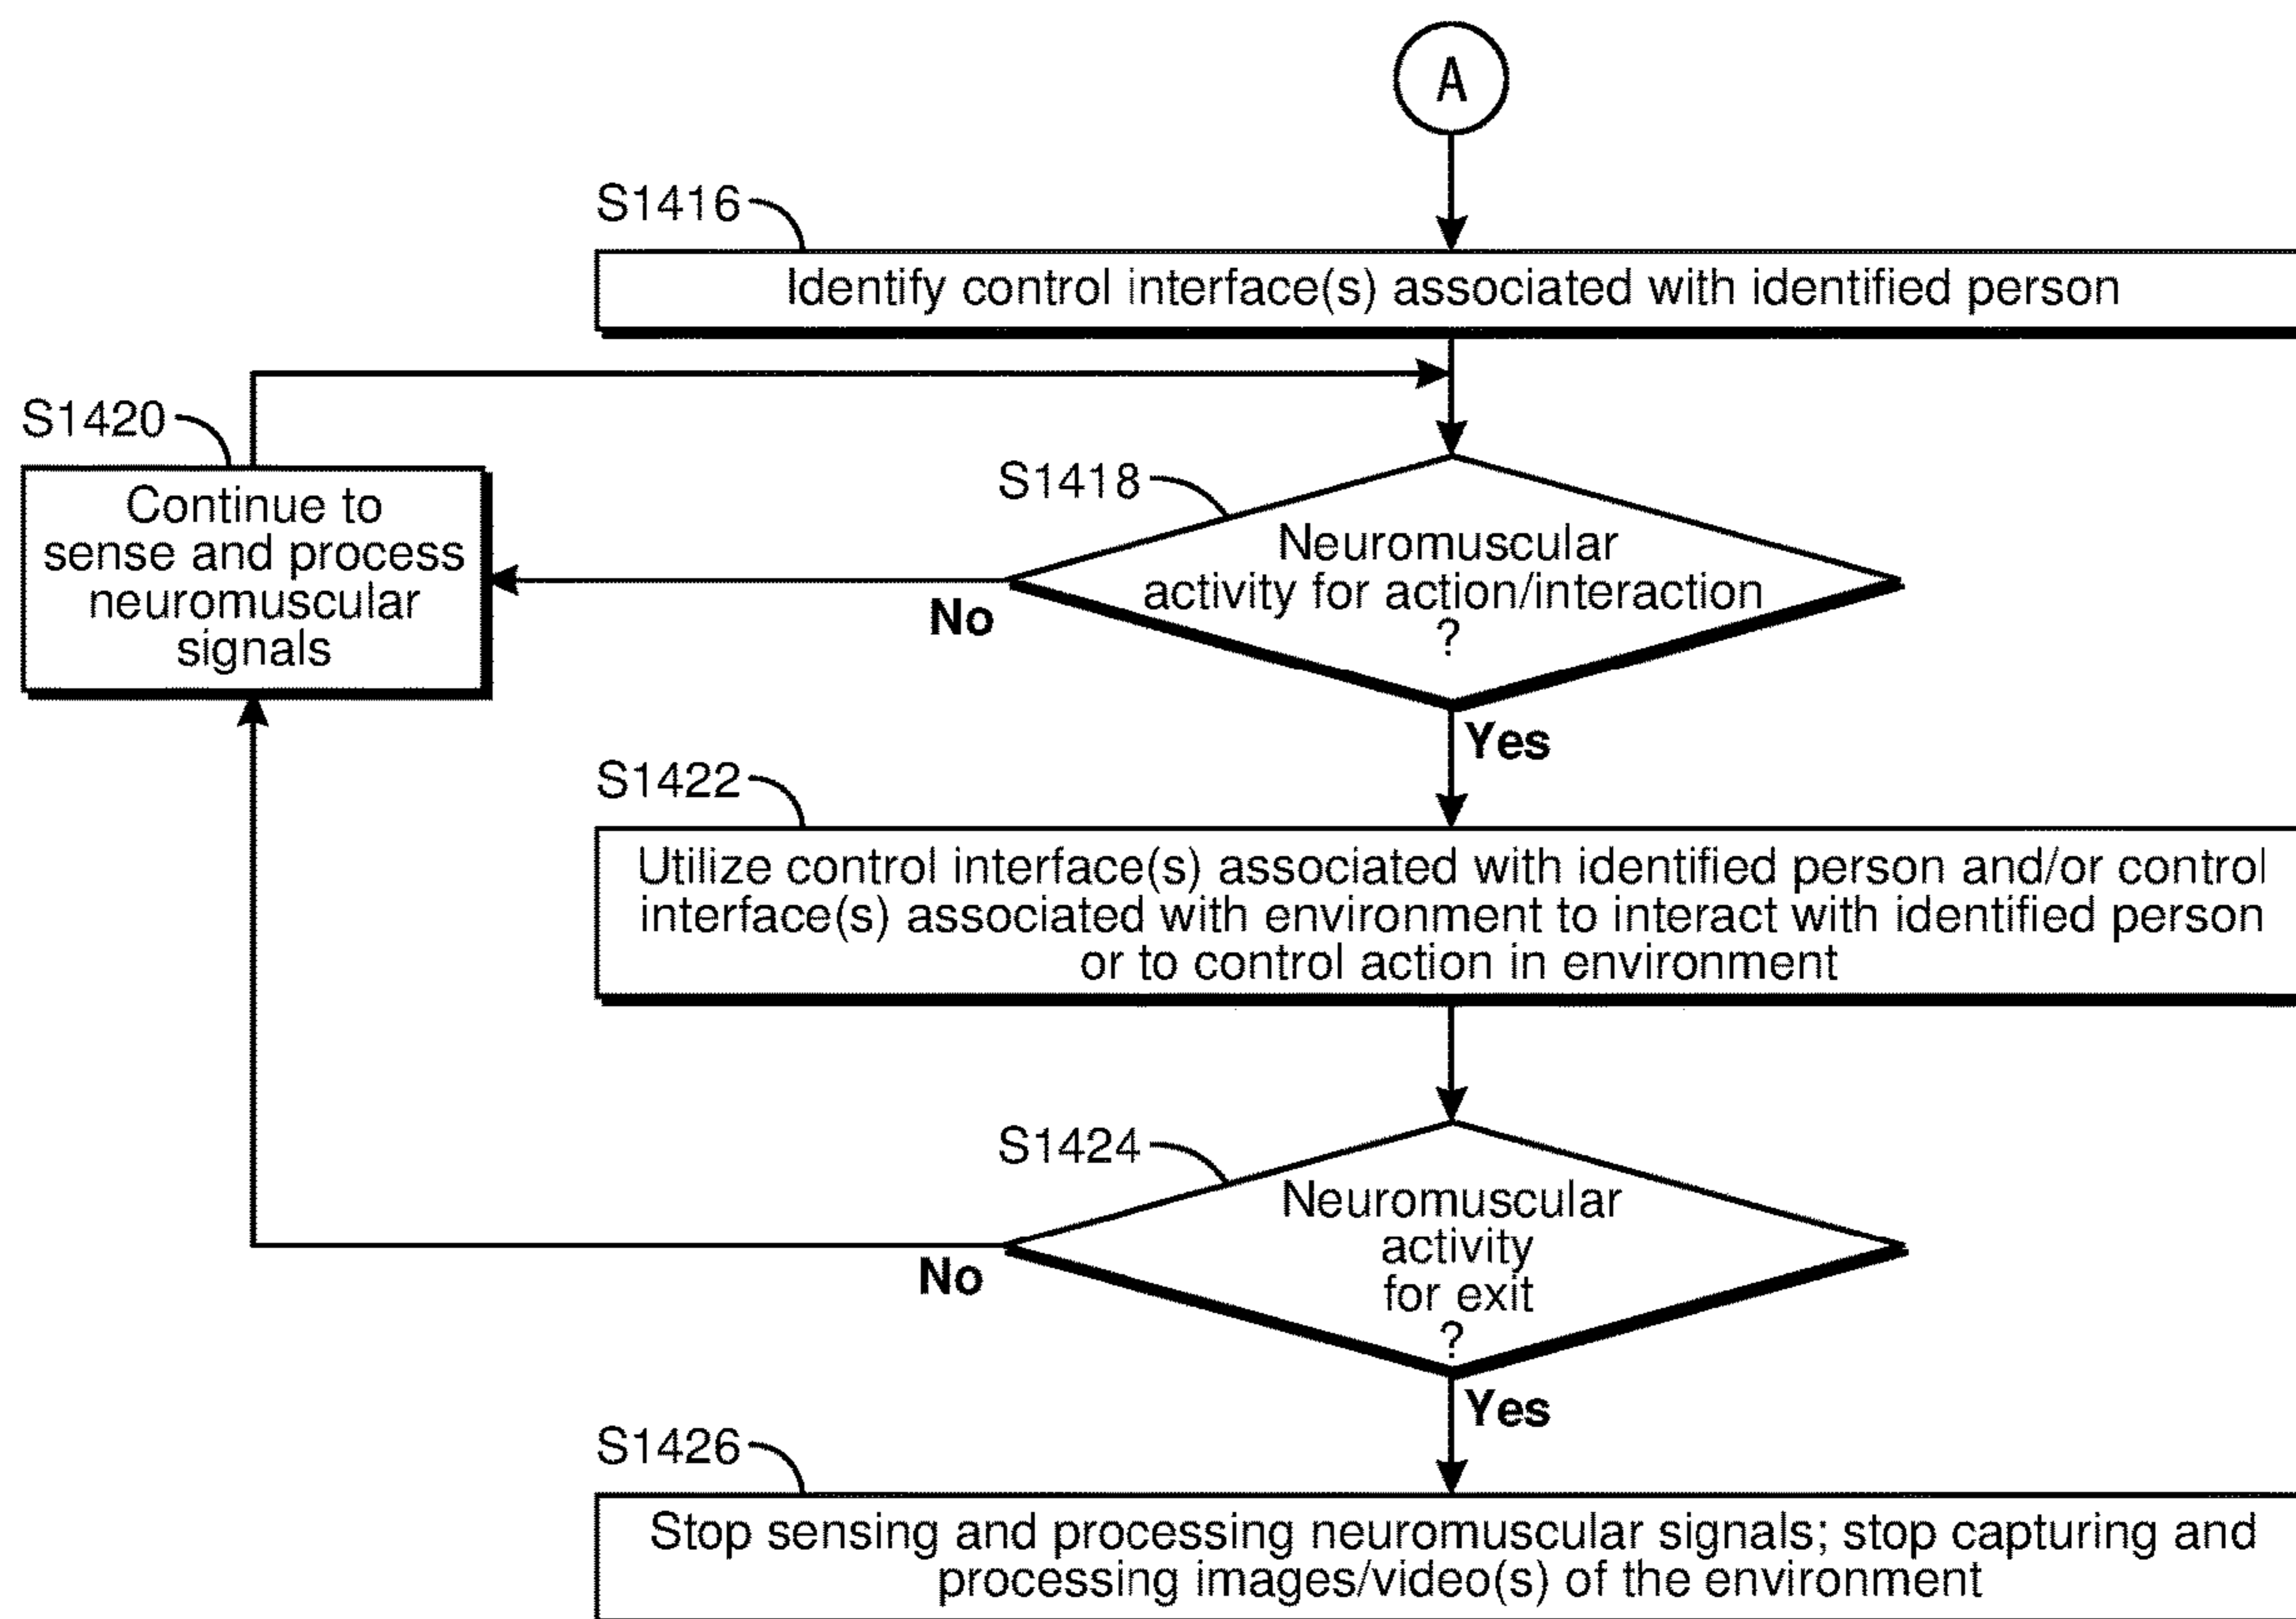 A
S1416
Identify control interface(s) associated with identified person
S1420
Continue to
sense and process
neuromuscular
signals
S1418
Neuromuscular
activity for action/interaction
?
No
Yes
S1422
Utilize control interface(s) associated with identified person and/or control
interface(s) associated with environment to interact with identified person
or to control action in environment
S1424
Neuromuscular
activity
for exit
?
No
Yes
S1426
Stop sensing and processing neuromuscular signals; stop capturing and
processing images/video(s) of the environment